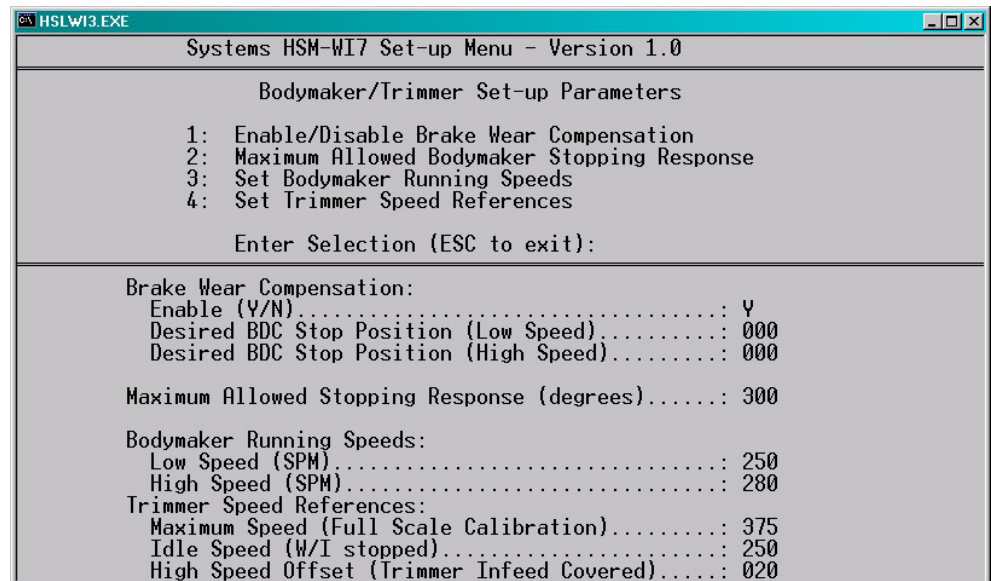 HSLWI3.EXE
Systems HSM-WI7 Set-up Menu - Version 1.0
Bodymaker/Trimmer Set-up Parameters
1: Enable/Disable Brake Wear Compensation
2: Maximum Allowed Bodymaker Stopping Response
3: Set Bodymaker Running Speeds
4: Set Trimmer Speed References
Enter Selection (ESC to exit):
Brake Wear Compensation:
Enable (Y/N)....................................: Y
Desired BDC Stop Position (Low Speed)...........: 000
Desired BDC Stop Position (High Speed)..........: 000
Maximum Allowed Stopping Response (degrees)......: 300
Bodymaker Running Speeds:
Low Speed (SPM).................................: 250
High Speed (SPM)................................: 280
Trimmer Speed References:
Maximum Speed (Full Scale Calibration)..........: 375
Idle Speed (W/I stopped)........................: 250
High Speed Offset (Trimmer Infeed Covered).....: 020